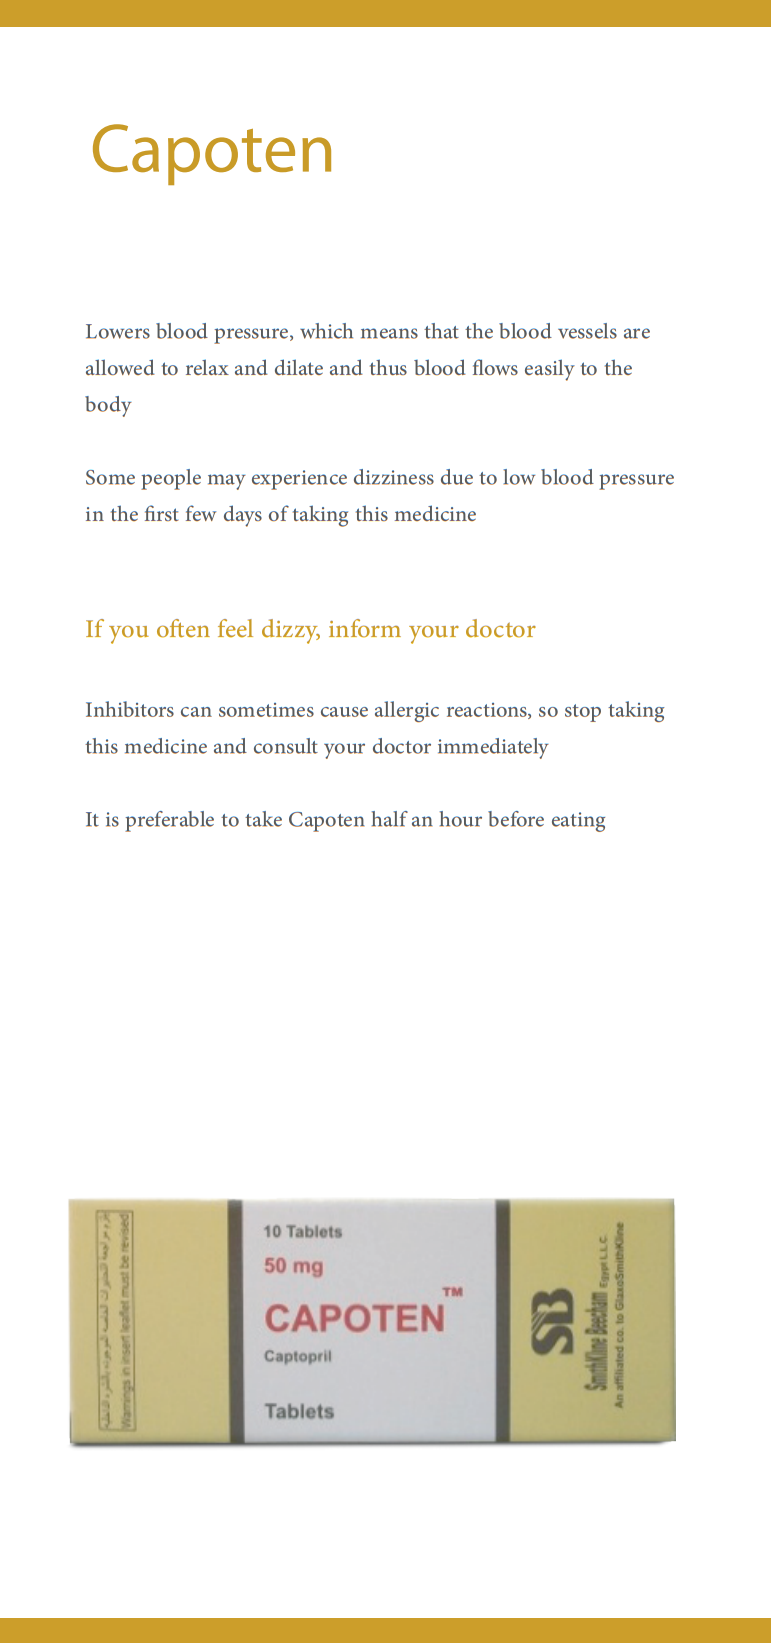 Capoten
Lowers blood pressure, which means that the blood vessels are
allowed to relax and dilate and thus blood flows easily to the
body
Some people may experience dizziness due to low blood pressure
in the first few days of taking this medicine
If you often feel dizzy, inform your doctor
Inhibitors can sometimes cause allergic reactions, so stop taking
this medicine and consult your doctor immediately
It is preferable to take Capoten half an hour before eating
Warnings in insert leaflet must be revised
10 Tablets
50 mg
CAPOTEN™
Captopril
Tablets
SB
SmithKline Beecham Egypt L.L.C.
An affiliated co. to GlaxoSmithKline